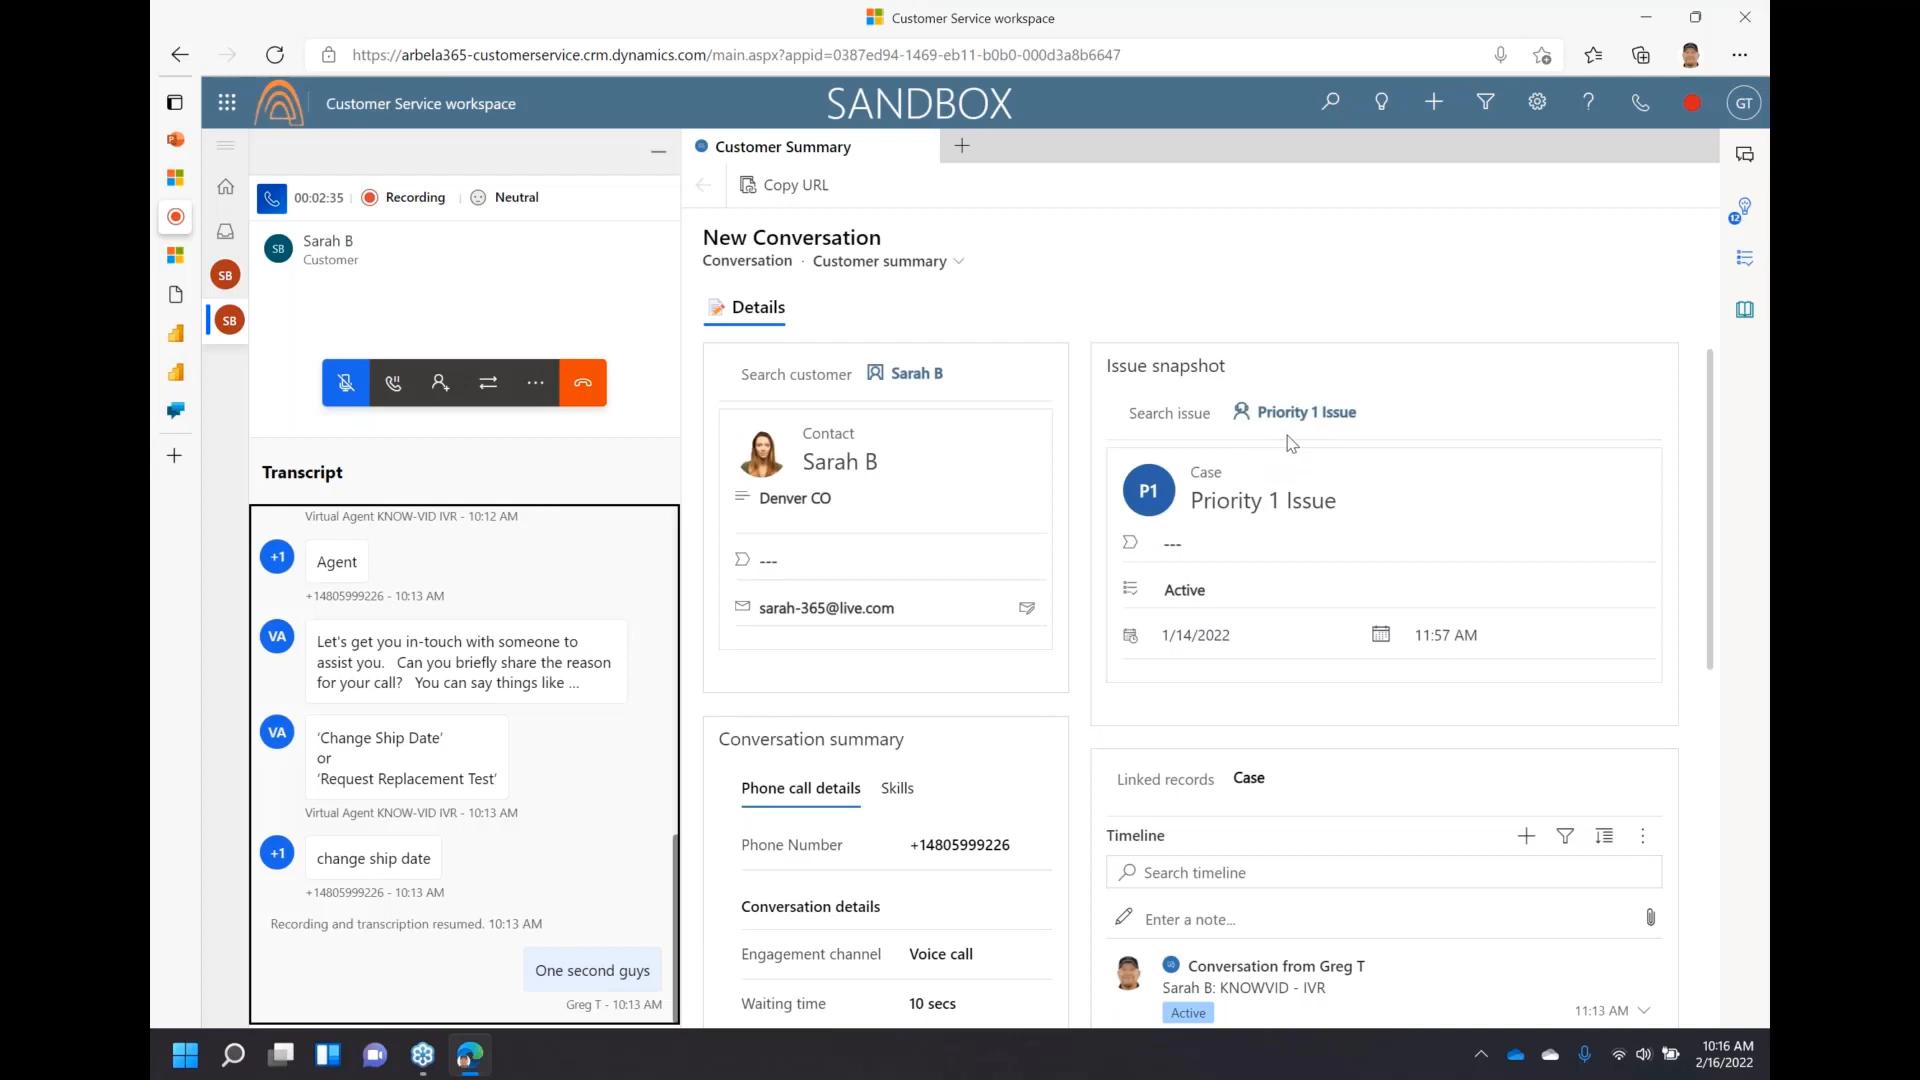 Customer Service workspace
https://arbela365-customerservice.crm.dynamics.com/main.aspx?appid=0387ed94-1469-eb11-b0b0-000d3a8b6647
Customer Service workspace
SANDBOX
GT
Customer Summary
Copy URL
00:02:35
Recording
Neutral
SB
Sarah B
Customer
SB
SB
Transcript
Virtual Agent KNOW-VID IVR - 10:12 AM
+1
Agent
+14805999226 - 10:13 AM
VA
Let's get you in-touch with someone to
assist you. Can you briefly share the reason
for your call? You can say things like ...
VA
‘Change Ship Date’
or
‘Request Replacement Test’
Virtual Agent KNOW-VID IVR - 10:13 AM
+1
change ship date
+14805999226 - 10:13 AM
Recording and transcription resumed. 10:13 AM
One second guys
Greg T - 10:13 AM
New Conversation
Conversation · Customer summary
Details
Search customer
Sarah B
Contact
Sarah B
Denver CO
---
sarah-365@live.com
Conversation summary
Phone call details
Skills
Phone Number
+14805999226
Conversation details
Engagement channel
Voice call
Waiting time
10 secs
Issue snapshot
Search issue
Priority 1 Issue
P1
Case
Priority 1 Issue
---
Active
1/14/2022
11:57 AM
Linked records
Case
Timeline
Search timeline
Enter a note...
Conversation from Greg T
Sarah B: KNOWVID - IVR
Active
11:13 AM
12
10:16 AM
2/16/2022